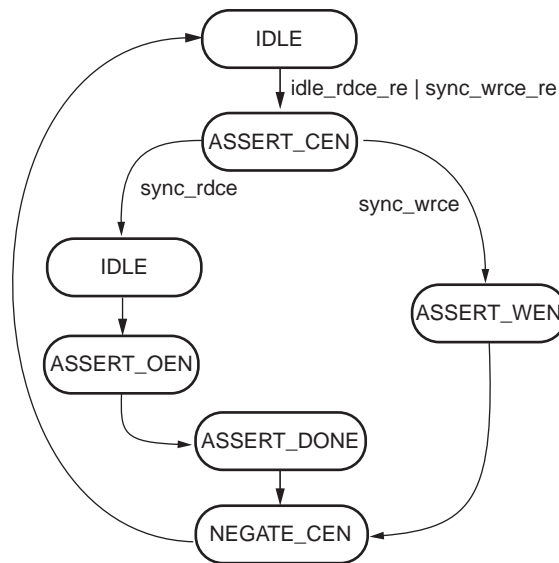 IDLE
idle_rdce_re | sync_wrce_re
ASSERT_CEN
sync_rdce
sync_wrce
IDLE
ASSERT_WEN
ASSERT_OEN
ASSERT_DONE
NEGATE_CEN